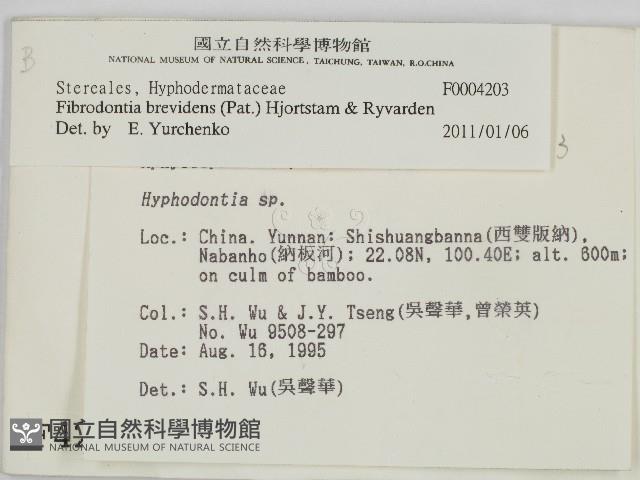 B
國立自然科學博物館
NATIONAL MUSEUM OF NATURAL SCIENCE, TAICHUNG, TAIWAN, R.O.CHINA
Stereales, Hyphodermataceae F0004203
Fibrodontia brevidens (Pat.) Hjortstam & Ryvarden
Det. by E. Yurchenko 2011/01/06
3
Hyphodontia sp.
Loc.: China. Yunnan: Shishuangbanna(西雙版納),
Nabanho(納板河); 22.08N, 100.40E; alt. 600m;
on culm of bamboo.
Col.: S.H. Wu & J.Y. Tseng(吳聲華,曾榮英)
No. Wu 9508-297
Date: Aug. 16, 1995
Det.: S.H. Wu(吳聲華)
國立自然科學博物館
NATIONAL MUSEUM OF NATURAL SCIENCE